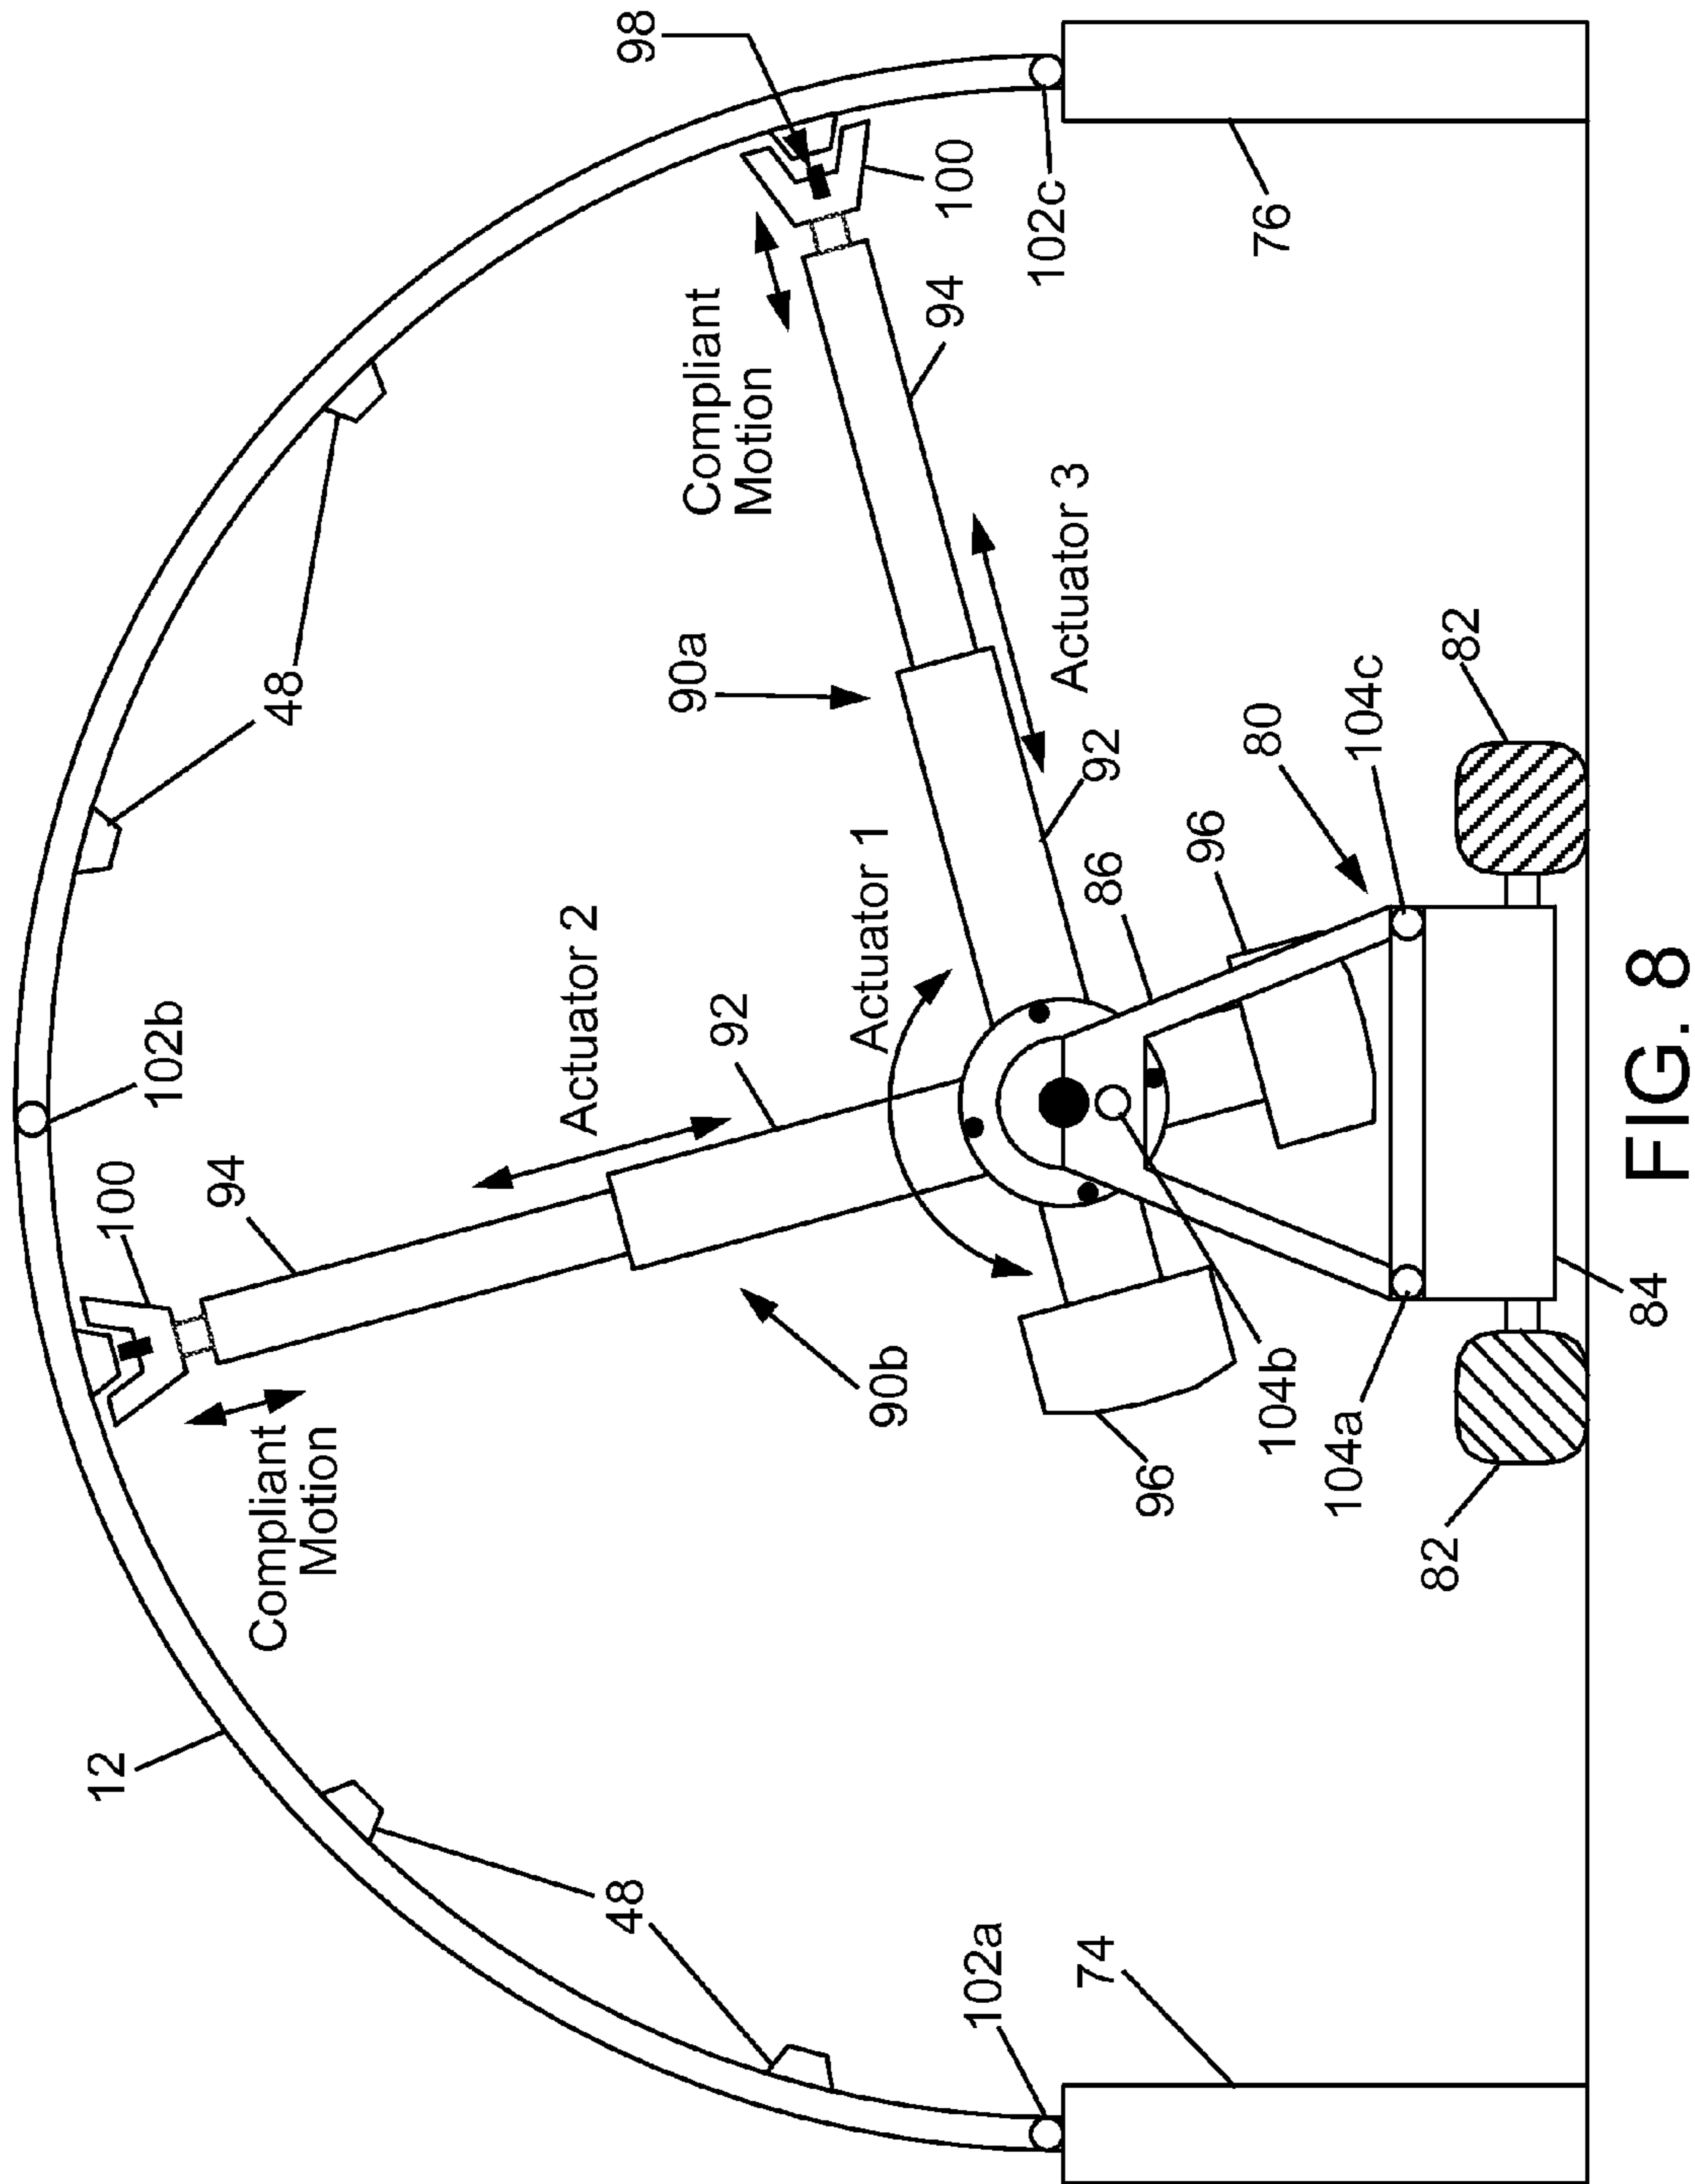 12
100
102b
94
48
Compliant
Motion
Actuator 2
48
98
90a
Compliant
Motion
92
Actuator 1
90b
94
100
102a
102c
Actuator 3
74
92
86
96
96
80
76
104b
104a
104c
82
84
82
FIG. 8